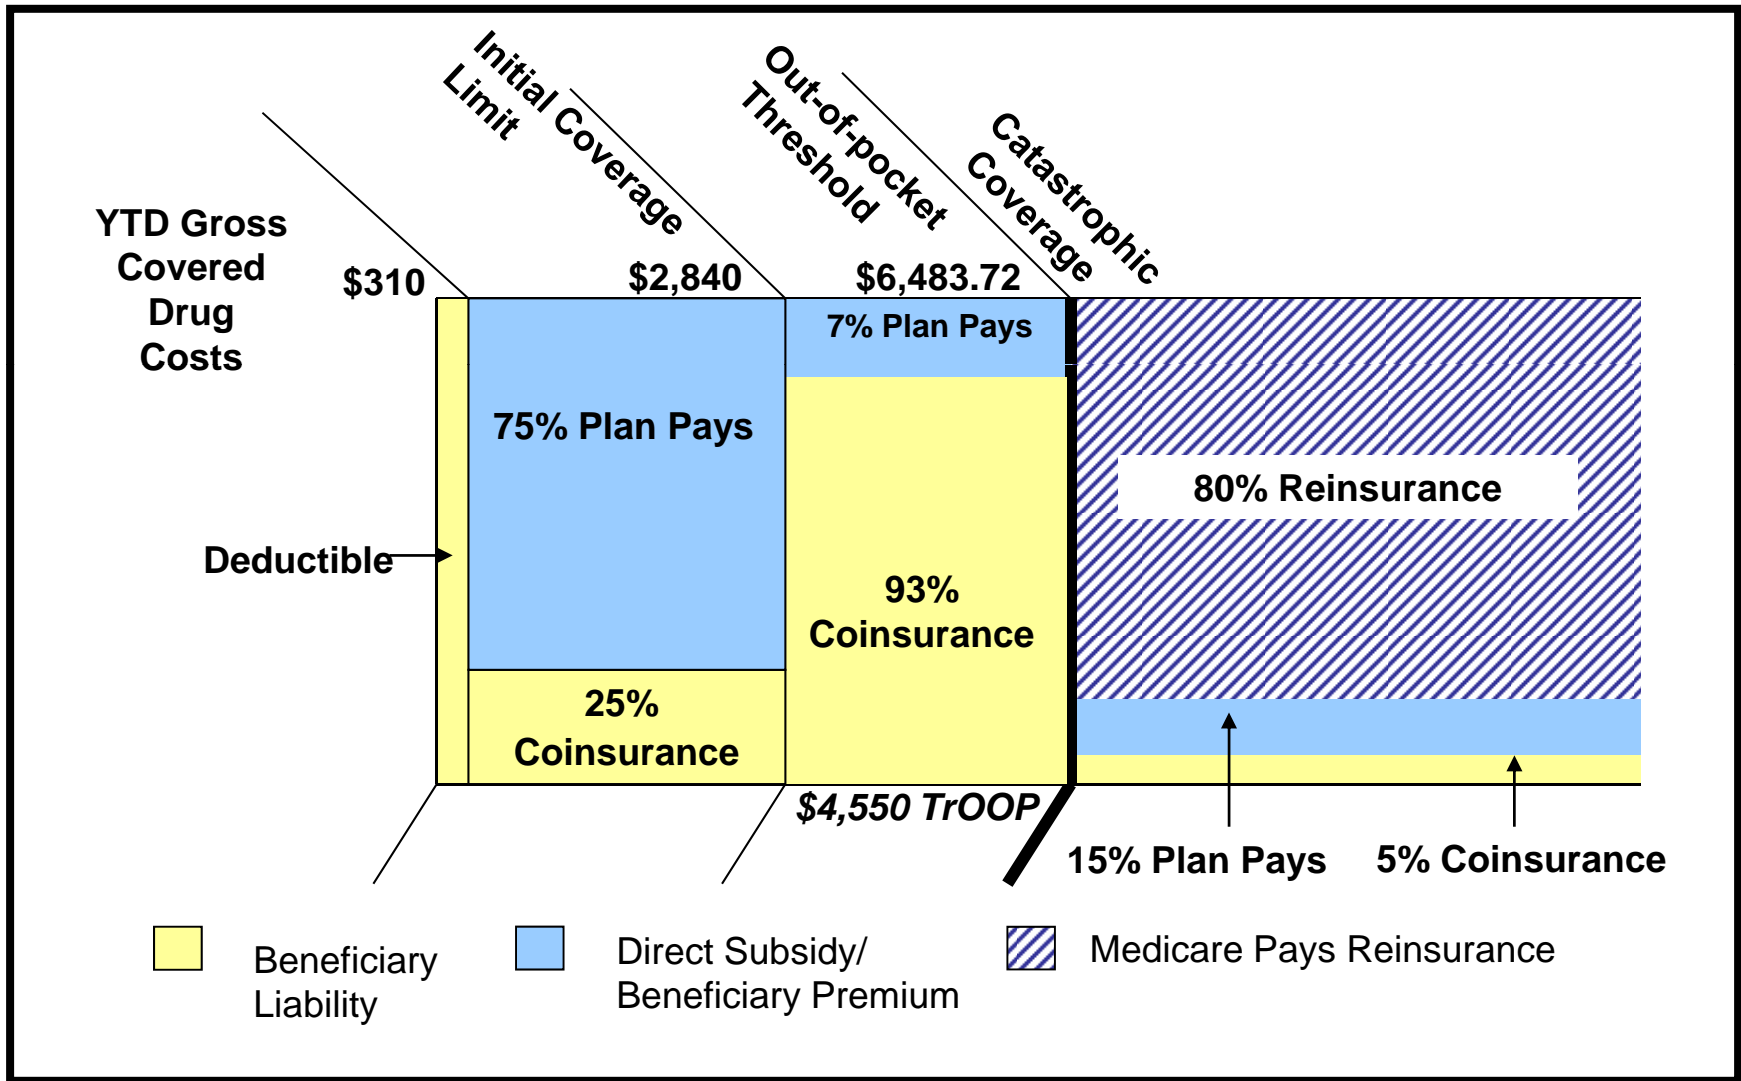 Initial Coverage
Limit
Out-of-pocket
Threshold
Catastrophic
Coverage
YTD Gross
Covered
Drug
Costs
$310
$2,840
$6,483.72
7% Plan Pays
75% Plan Pays
80% Reinsurance
Deductible
93%
Coinsurance
25%
Coinsurance
$4,550 TrOOP
15% Plan Pays
5% Coinsurance
Beneficiary
Liability
Direct Subsidy/
Beneficiary Premium
Medicare Pays Reinsurance